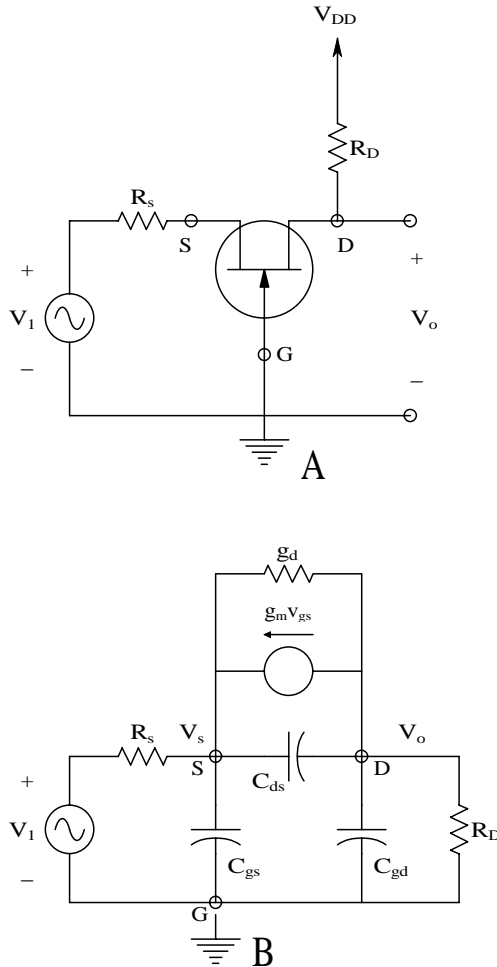 V_DD
R_D
R_s
S
D
+
+
V_1
V_o
G
−
−
A
g_d
g_m v_gs
R_s
V_s
V_o
S
D
+
C_ds
V_1
R_D
C_gs
C_gd
−
G
B